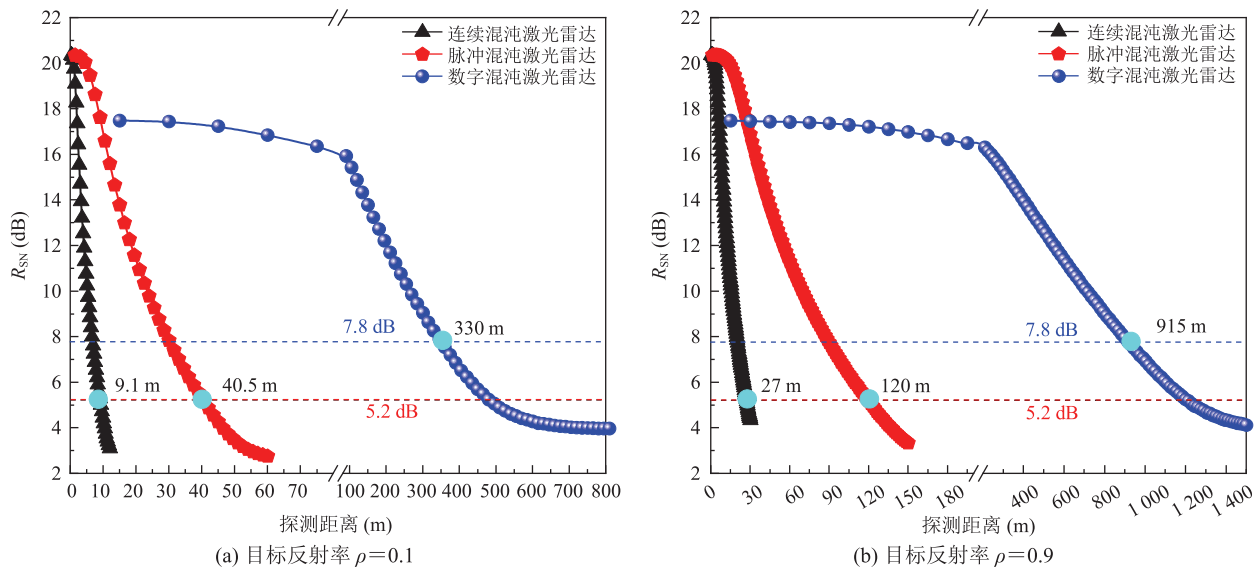 22
20
18
16
14
12
10
8
6
4
2
R_SN (dB)
连续混沌激光雷达
脉冲混沌激光雷达
数字混沌激光雷达
7.8 dB
330 m
9.1 m
40.5 m
5.2 dB
0 10 20 30 40 50 60 70 100 200 300 400 500 600 700 800
探测距离 (m)
(a) 目标反射率 ρ=0.1
22
20
18
16
14
12
10
8
6
4
2
R_SN (dB)
连续混沌激光雷达
脉冲混沌激光雷达
数字混沌激光雷达
7.8 dB
915 m
27 m
120 m
5.2 dB
0 30 60 90 120 150 180 400 600 800 1 000 1 200 1 400
探测距离 (m)
(b) 目标反射率 ρ=0.9